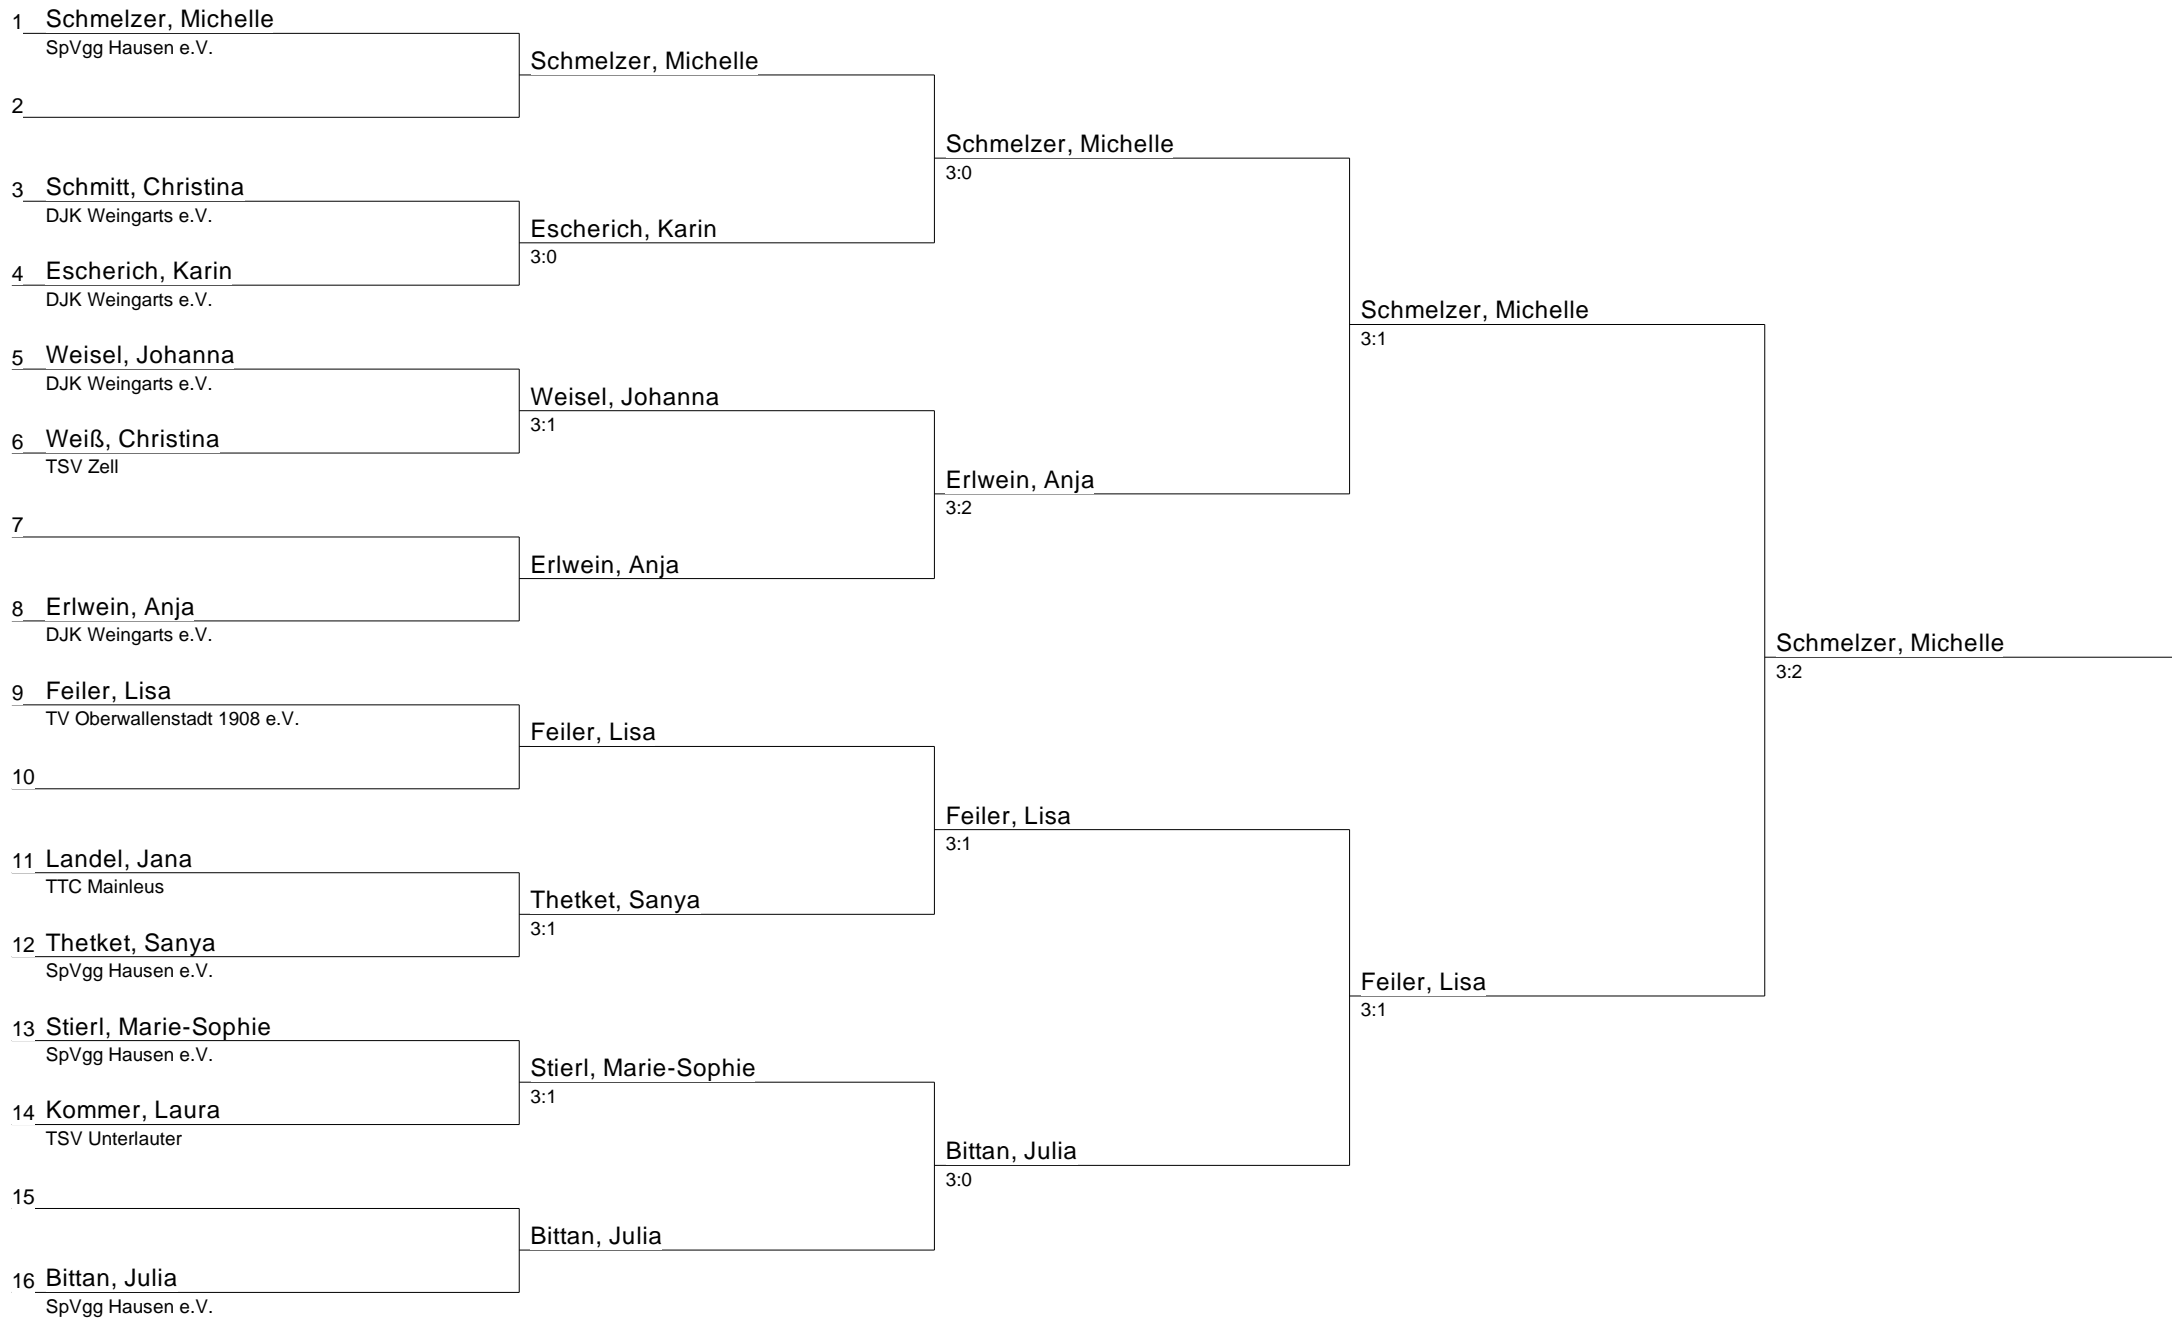 1 Schmelzer, Michelle
SpVgg Hausen e.V.
Schmelzer, Michelle
2
Schmelzer, Michelle
3:0
3 Schmitt, Christina
DJK Weingarts e.V.
Escherich, Karin
3:0
4 Escherich, Karin
DJK Weingarts e.V.
Schmelzer, Michelle
3:1
5 Weisel, Johanna
DJK Weingarts e.V.
Weisel, Johanna
3:1
6 Weiß, Christina
TSV Zell
Erlwein, Anja
3:2
7
Erlwein, Anja
8 Erlwein, Anja
DJK Weingarts e.V.
Schmelzer, Michelle
3:2
9 Feiler, Lisa
TV Oberwallenstadt 1908 e.V.
Feiler, Lisa
10
Feiler, Lisa
3:1
11 Landel, Jana
TTC Mainleus
Thetket, Sanya
3:1
12 Thetket, Sanya
SpVgg Hausen e.V.
Feiler, Lisa
3:1
13 Stierl, Marie-Sophie
SpVgg Hausen e.V.
Stierl, Marie-Sophie
3:1
14 Kommer, Laura
TSV Unterlauter
Bittan, Julia
3:0
15
Bittan, Julia
16 Bittan, Julia
SpVgg Hausen e.V.